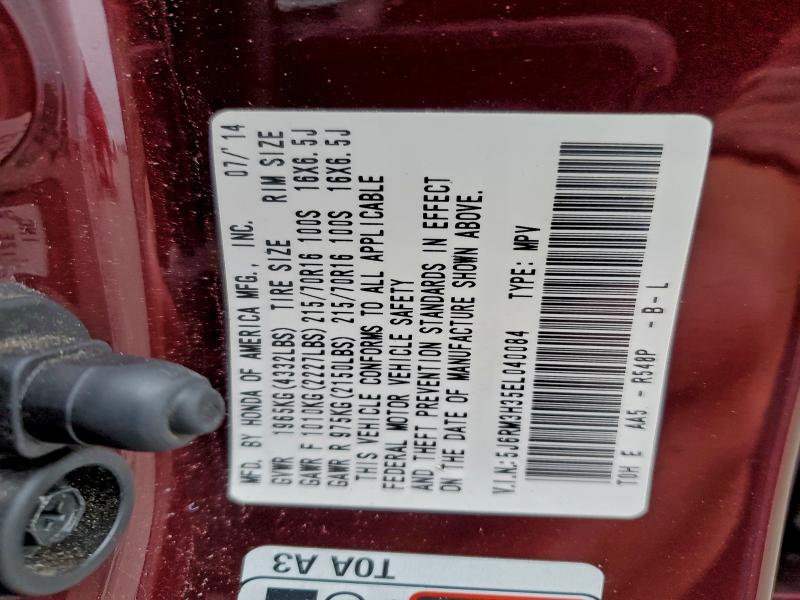 MFD. BY HONDA OF AMERICA MFG., INC. 07/'14
GVWR 1965KG(4332LBS) TIRE SIZE RIM SIZE
GAWR F 1010KG(2227LBS) 215/70R16 100S 16X6.5J
GAWR R 975KG(2150LBS) 215/70R16 100S 16X6.5J
THIS VEHICLE CONFORMS TO ALL APPLICABLE
FEDERAL MOTOR VEHICLE SAFETY
AND THEFT PREVENTION STANDARDS IN EFFECT
ON THE DATE OF MANUFACTURE SHOWN ABOVE.
V.I.N:5J6RM3H35EL040084 TYPE: MPV
T0H E AA5 - R548P - B - L
T0A A3